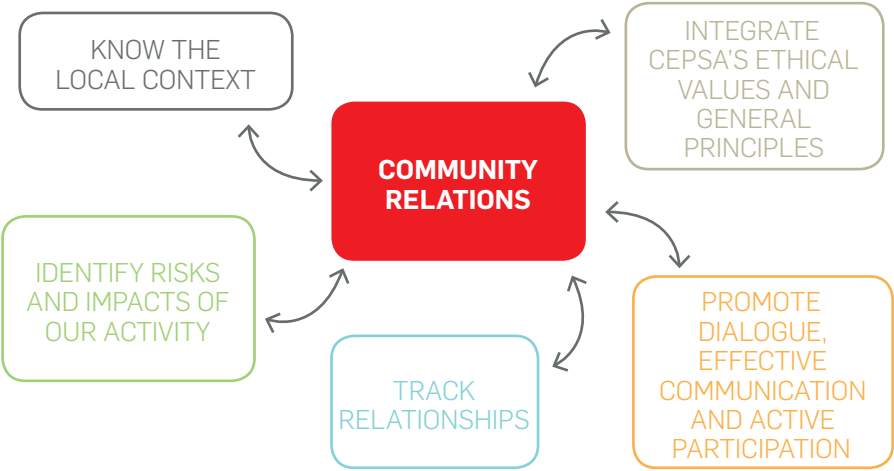 KNOW THE
LOCAL CONTEXT
INTEGRATE
CEPSA'S ETHICAL
VALUES AND
GENERAL
PRINCIPLES
COMMUNITY
RELATIONS
IDENTIFY RISKS
AND IMPACTS OF
OUR ACTIVITY
TRACK
RELATIONSHIPS
PROMOTE
DIALOGUE,
EFFECTIVE
COMMUNICATION
AND ACTIVE
PARTICIPATION